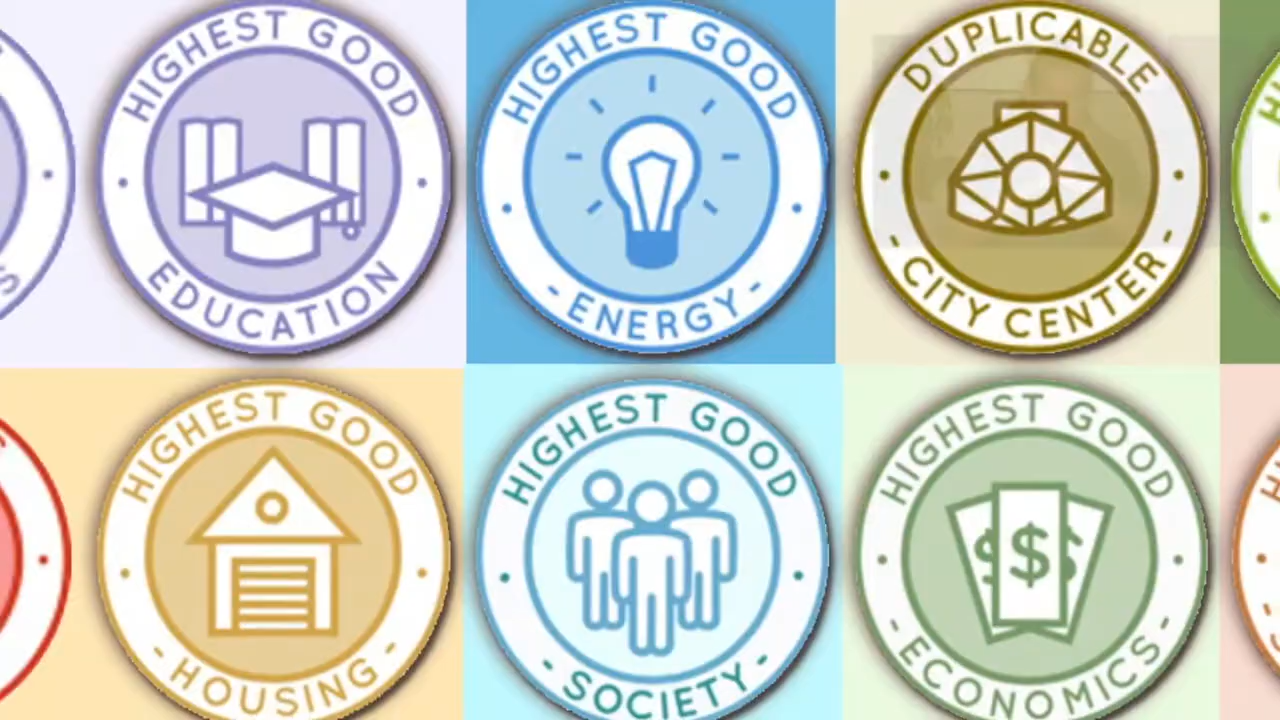 HIGHEST GOOD
EDUCATION
HIGHEST GOOD
- ENERGY -
DUPLICABLE
- CITY CENTER -
HIGHEST GOOD
- HOUSING -
HIGHEST GOOD
- SOCIETY -
HIGHEST GOOD
- ECONOMICS -